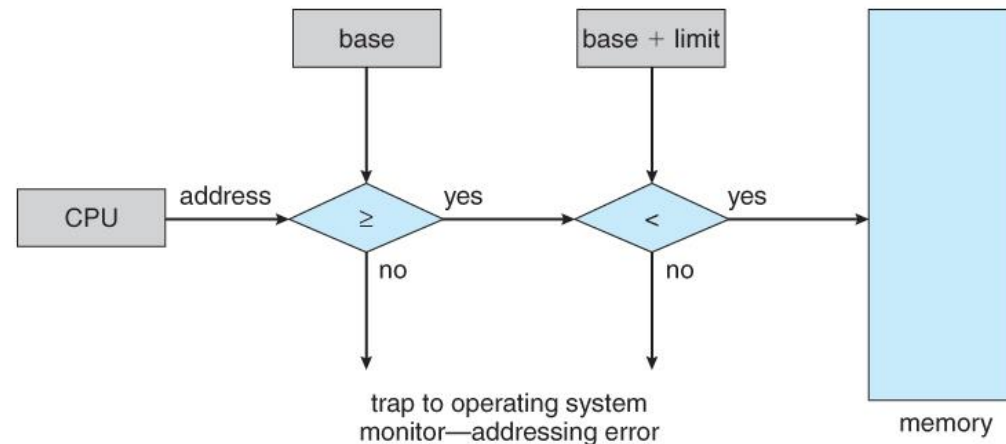 base
base + limit
CPU
address
≥
yes
<
yes
no
no
trap to operating system
monitor—addressing error
memory